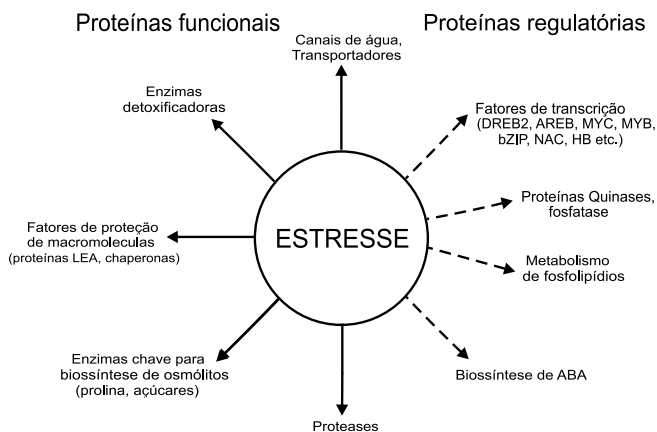 Proteínas funcionais
Proteínas regulatórias
Canais de água,
Transportadores
Enzimas
detoxificadoras
Fatores de transcrição
(DREB2, AREB, MYC, MYB,
bZIP, NAC, HB etc.)
Proteínas Quinases,
fosfatase
Fatores de proteção
de macromoleculas
(proteínas LEA, chaperonas)
ESTRESSE
Metabolismo
de fosfolipídios
Enzimas chave para
biossíntese de osmólitos
(prolina, açúcares)
Biossíntese de ABA
Proteases